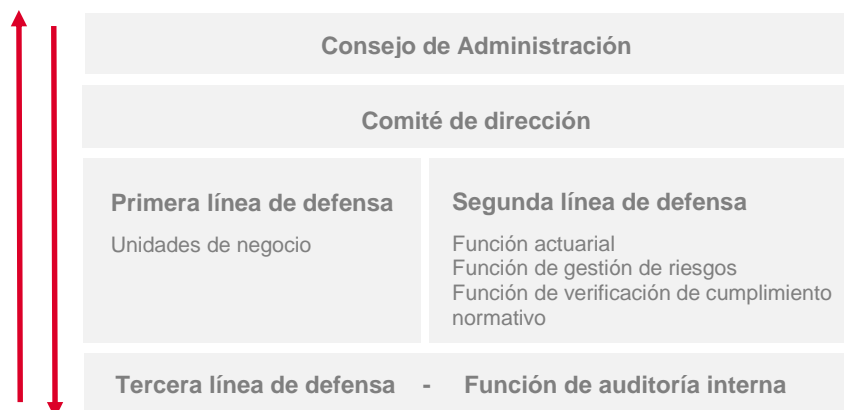 Consejo de Administración
Comité de dirección
Primera línea de defensa
Unidades de negocio
Segunda línea de defensa
Función actuarial
Función de gestión de riesgos
Función de verificación de cumplimiento
normativo
Tercera línea de defensa - Función de auditoría interna